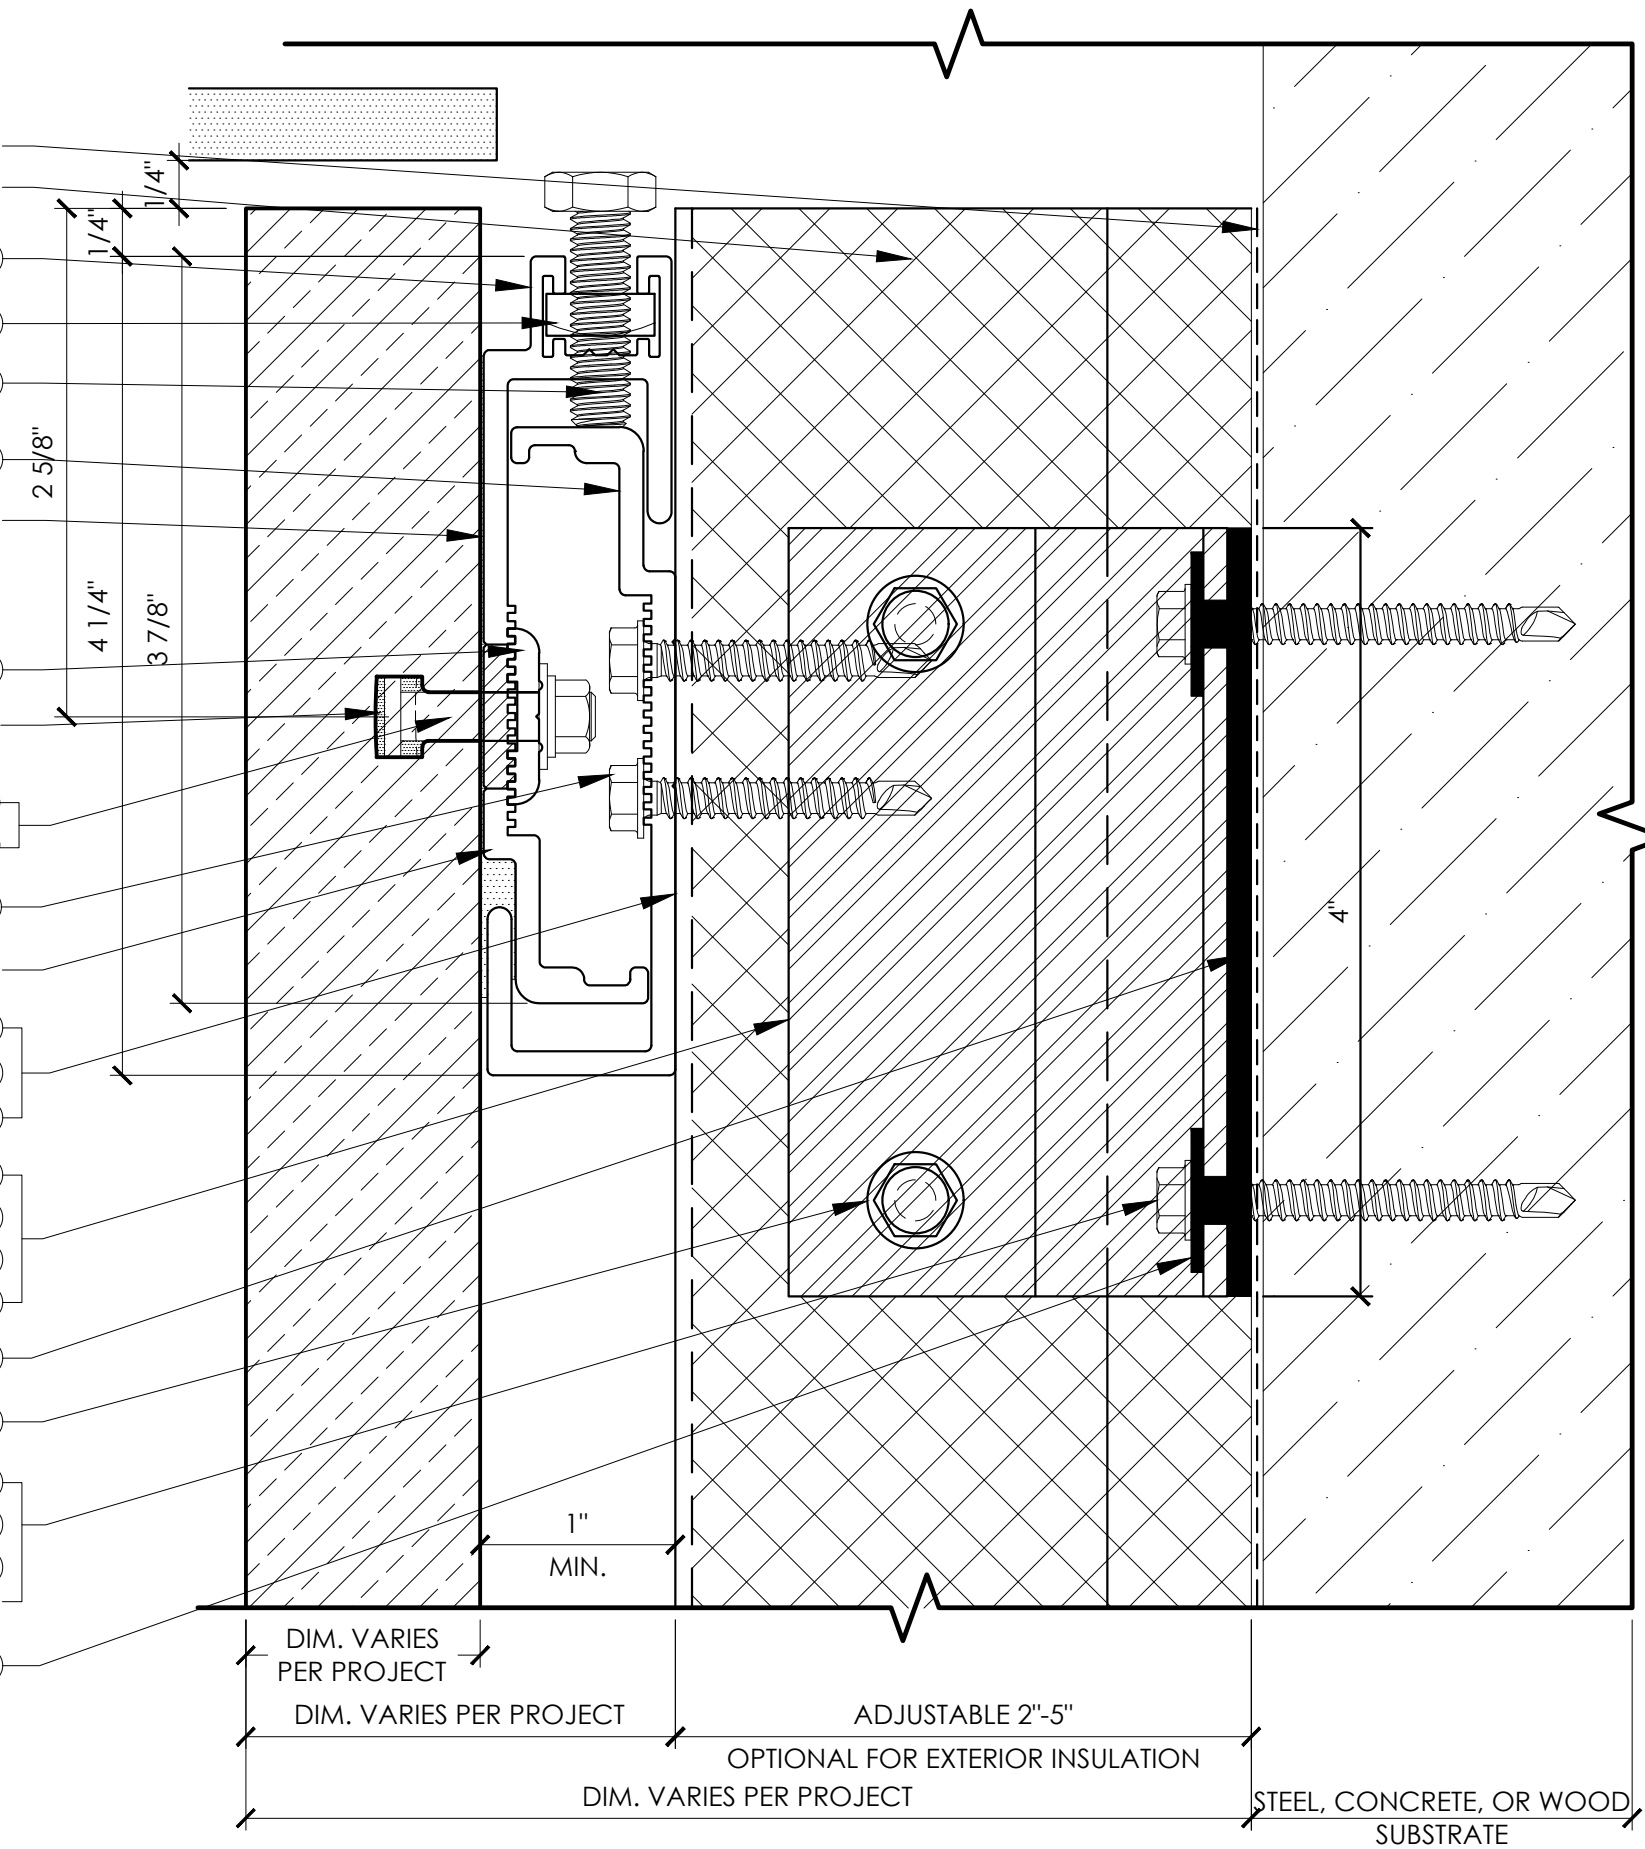 1/4"
1/4"
2 5/8"
4 1/4"
3 7/8"
4"
1"
MIN.
DIM. VARIES
PER PROJECT
DIM. VARIES PER PROJECT
ADJUSTABLE 2"-5"
OPTIONAL FOR EXTERIOR INSULATION
DIM. VARIES PER PROJECT
STEEL, CONCRETE, OR WOOD
SUBSTRATE